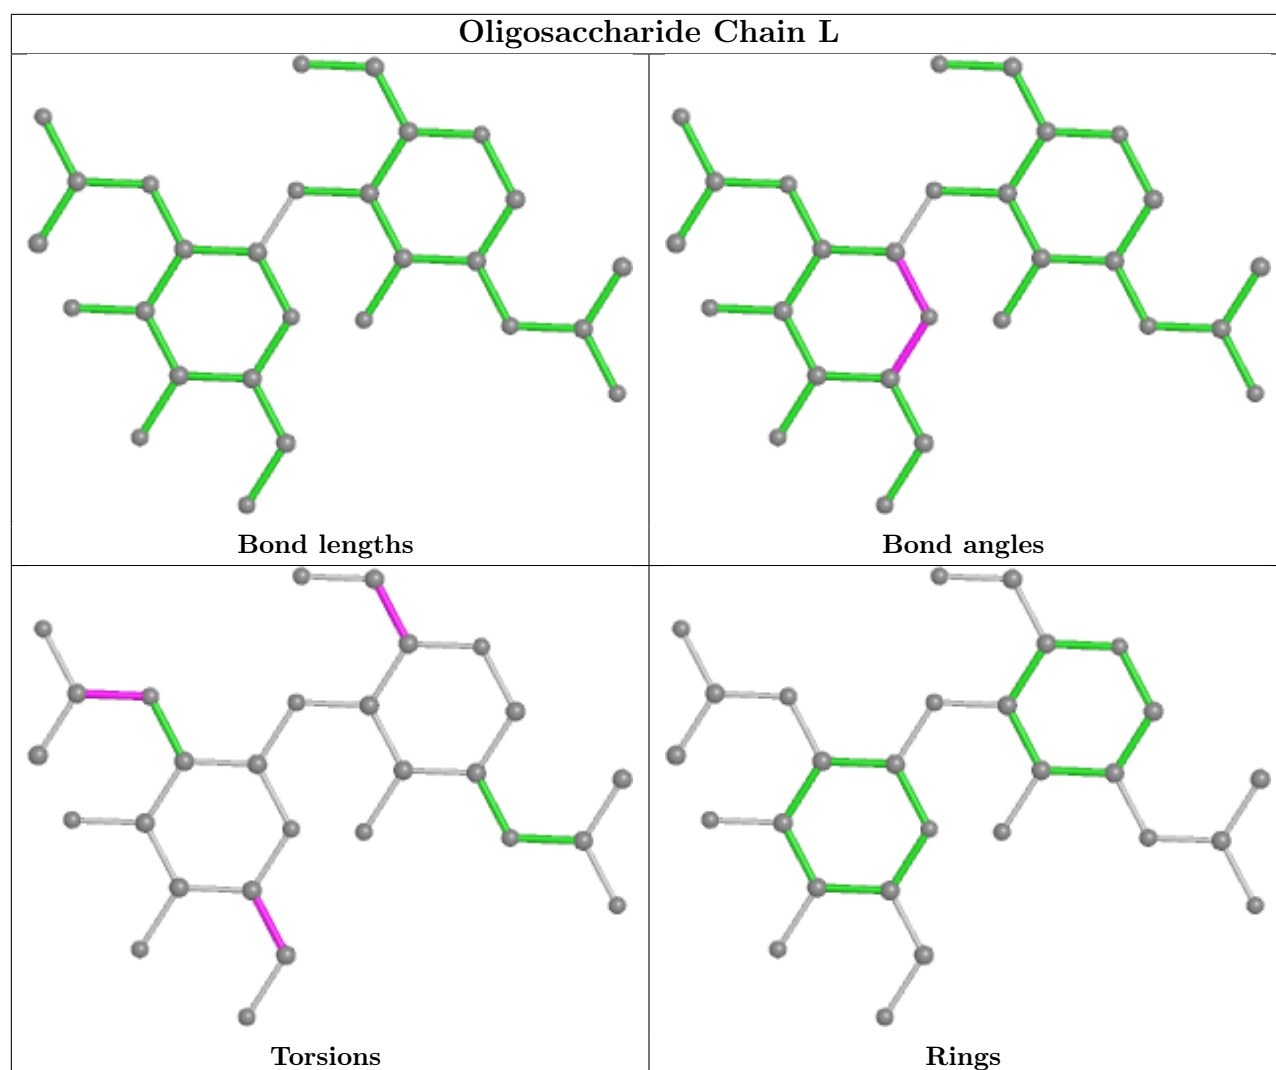 Oligosaccharide Chain L
Bond lengths
Bond angles
Torsions
Rings